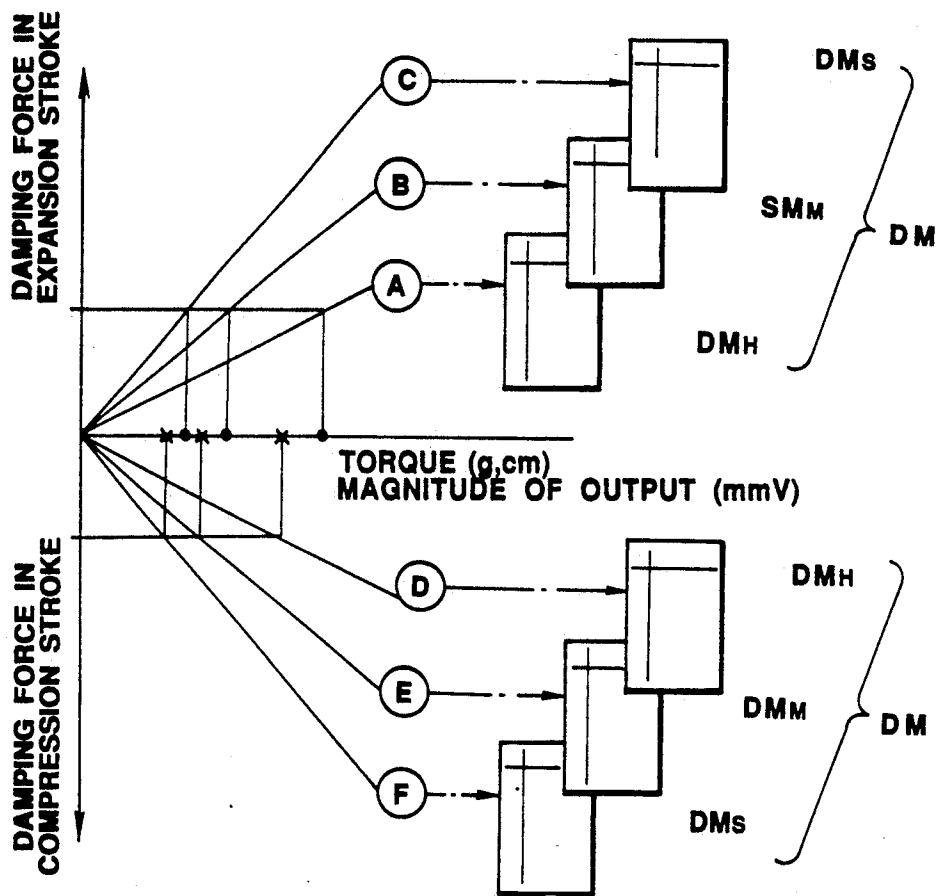 DAMPING FORCE IN
EXPANSION STROKE
C
DMS
B
SMM
DM
A
DMH
TORQUE (g,cm)
MAGNITUDE OF OUTPUT (mmV)
DAMPING FORCE IN
COMPRESSION STROKE
D
DMH
E
DMM
DM
F
DMS